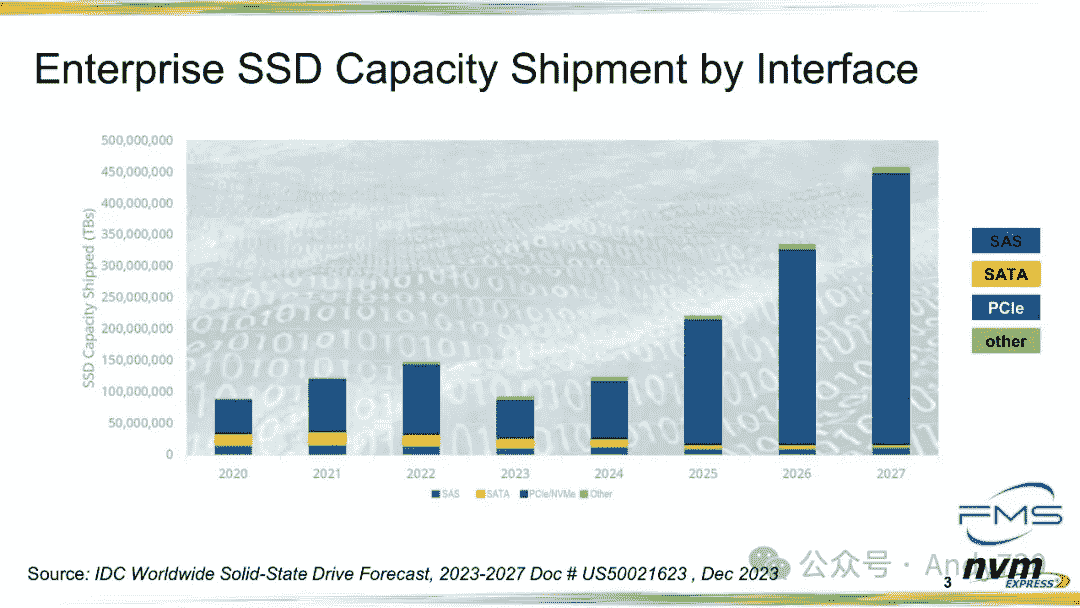 Enterprise SSD Capacity Shipment by Interface
SSD Capacity Shipped (TBs)
500,000,000
450,000,000
400,000,000
350,000,000
300,000,000
250,000,000
200,000,000
150,000,000
100,000,000
50,000,000
0
2020 2021 2022 2023 2024 2025 2026 2027
SAS SATA PCIe/NVMe Other
SAS
SATA
PCIe
other
FMS
Source: IDC Worldwide Solid-State Drive Forecast, 2023-2027 Doc # US50021623 , Dec 2023
公众号 ·
3
nvm
EXPRESS